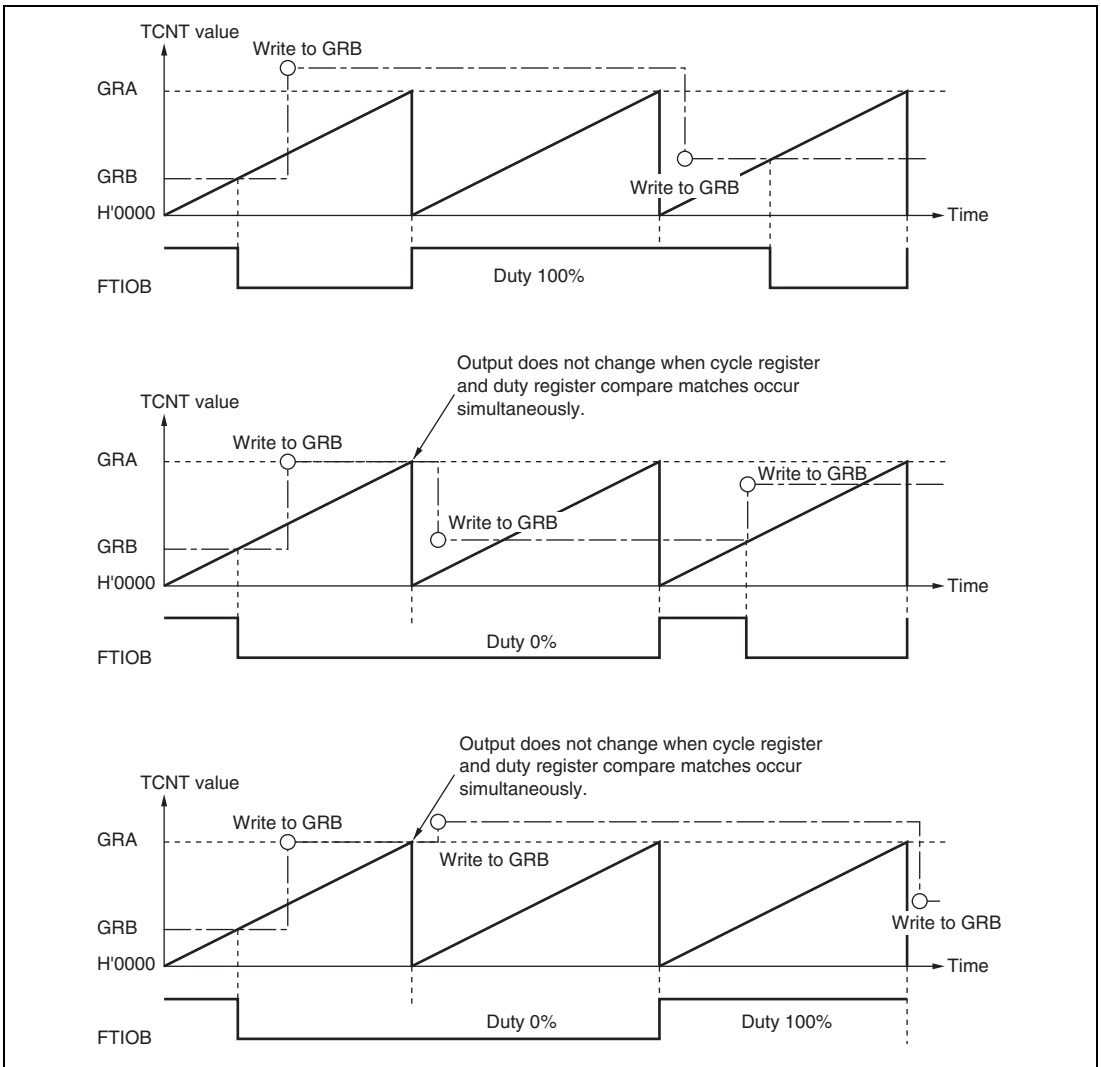 TCNT value
Write to GRB
GRA
GRB
Write to GRB
H'0000
Time
Duty 100%
FTIOB
Output does not change when cycle register
and duty register compare matches occur
simultaneously.
TCNT value
Write to GRB
GRA
Write to GRB
Write to GRB
GRB
H'0000
Time
Duty 0%
FTIOB
Output does not change when cycle register
and duty register compare matches occur
simultaneously.
TCNT value
Write to GRB
GRA
Write to GRB
GRB
Write to GRB
H'0000
Time
Duty 0%
Duty 100%
FTIOB